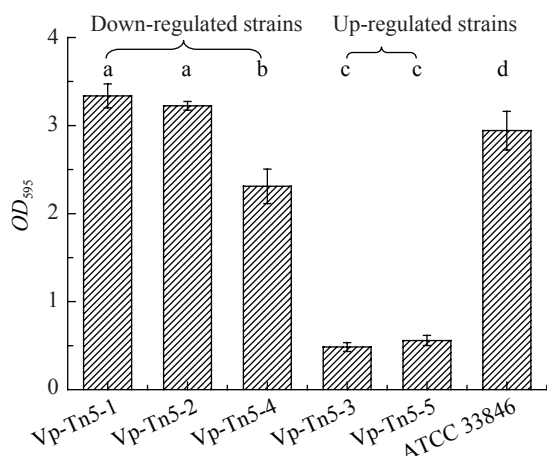 Down-regulated strains Up-regulated strains
a a b c c d
4
3
2
1
0
OD595
Vp-Tn5-1 Vp-Tn5-2 Vp-Tn5-4 Vp-Tn5-3 Vp-Tn5-5 ATCC 33846